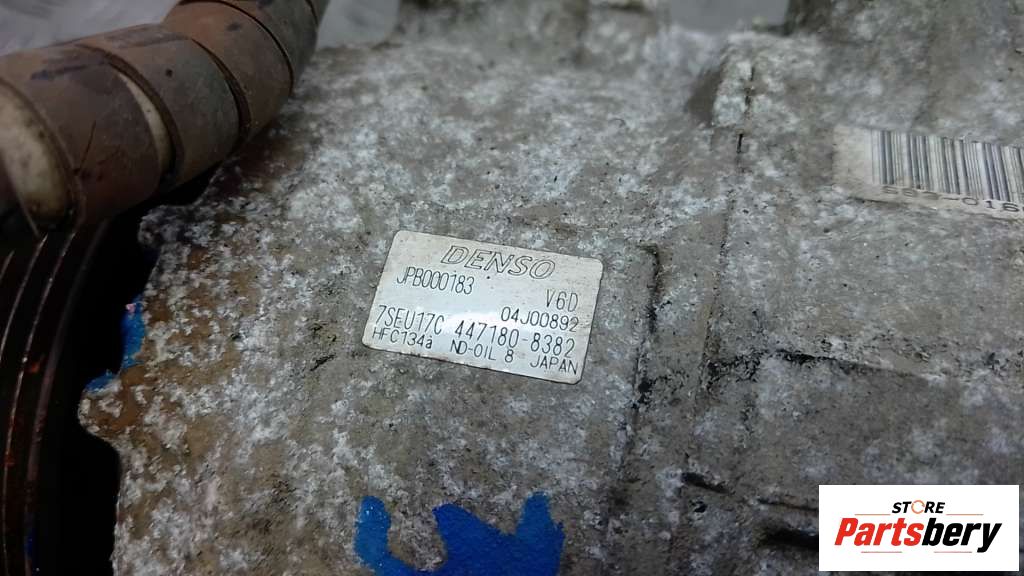 DENSO
JPB000183 V6D
04J00892
7SEU17C 447180-8382
HFC134a ND-OIL 8 JAPAN
STORE
Partsbery